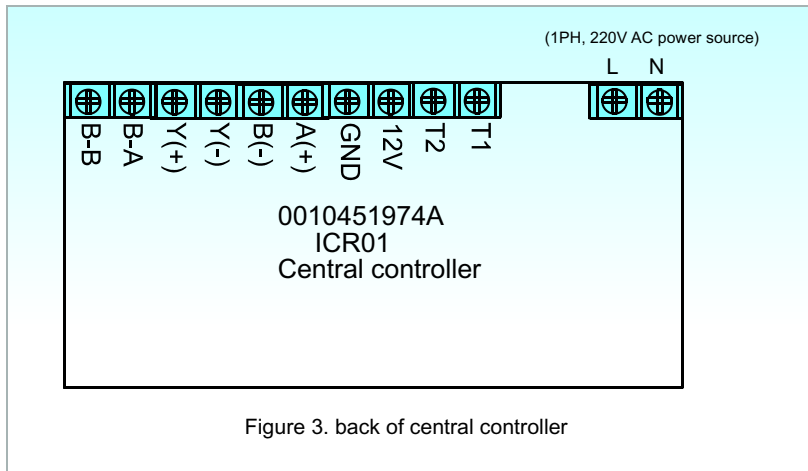 (1PH, 220V AC power source)
L N
B-B B-A Y(+) Y(-) B(-) A(+) GND 12V T2 T1
0010451974A
ICR01
Central controller
Figure 3. back of central controller